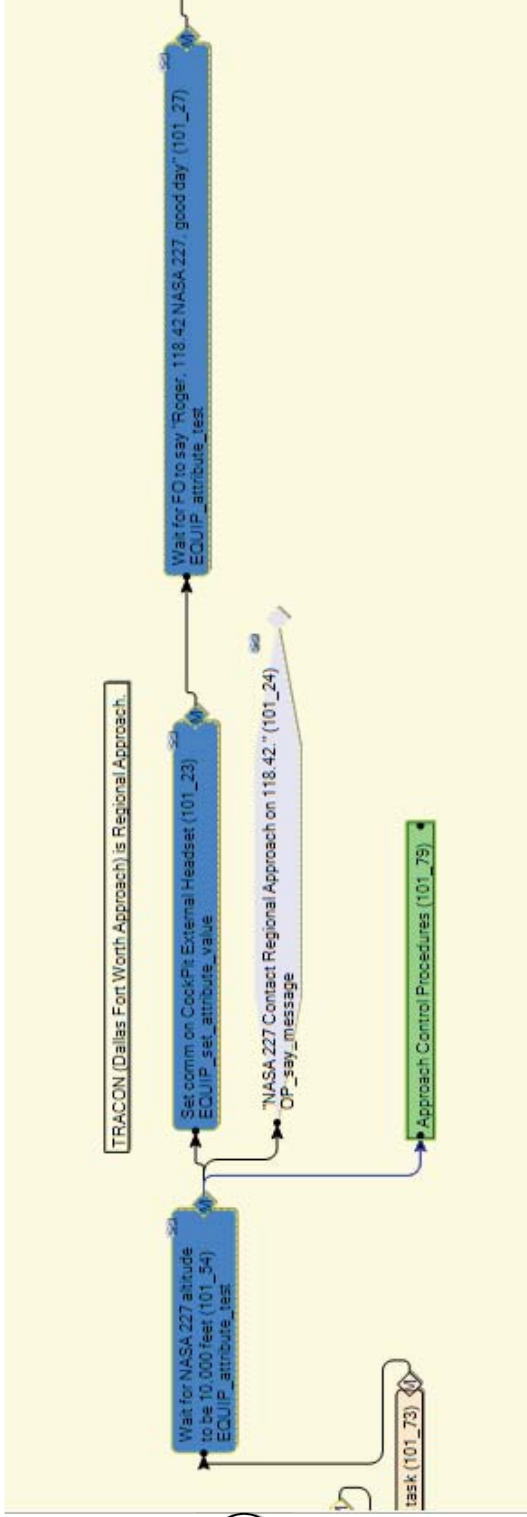 TRACON (Dallas Fort Worth Approach) is Regional Approach.
Wait for NASA 227 altitude
to be 10,000 feet (101_54)
EQUIP_attribute_test
Set comm on CockPit External Headset (101_23)
EQUIP_set_attribute_value
Wait for FO to say "Roger, 118.42 NASA 227, good day" (101_27)
EQUIP_attribute_test
"NASA 227 Contact Regional Approach on 118.42." (101_24)
OP_say_message
Approach Control Procedures (101_79)
task (101_73)
M
M
M
M